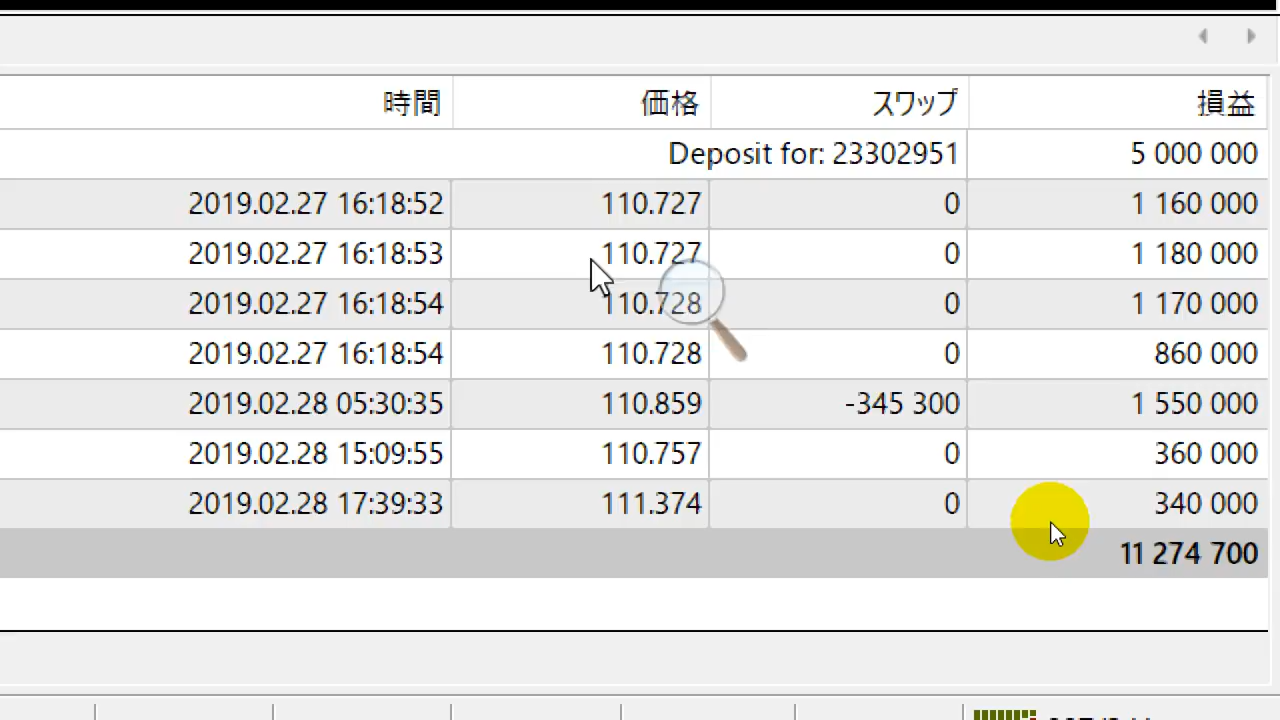 時間 価格 スワップ 損益
Deposit for: 23302951 5 000 000
2019.02.27 16:18:52 110.727 0 1 160 000
2019.02.27 16:18:53 110.727 0 1 180 000
2019.02.27 16:18:54 110.728 0 1 170 000
2019.02.27 16:18:54 110.728 0 860 000
2019.02.28 05:30:35 110.859 -345 300 1 550 000
2019.02.28 15:09:55 110.757 0 360 000
2019.02.28 17:39:33 111.374 0 340 000
11 274 700